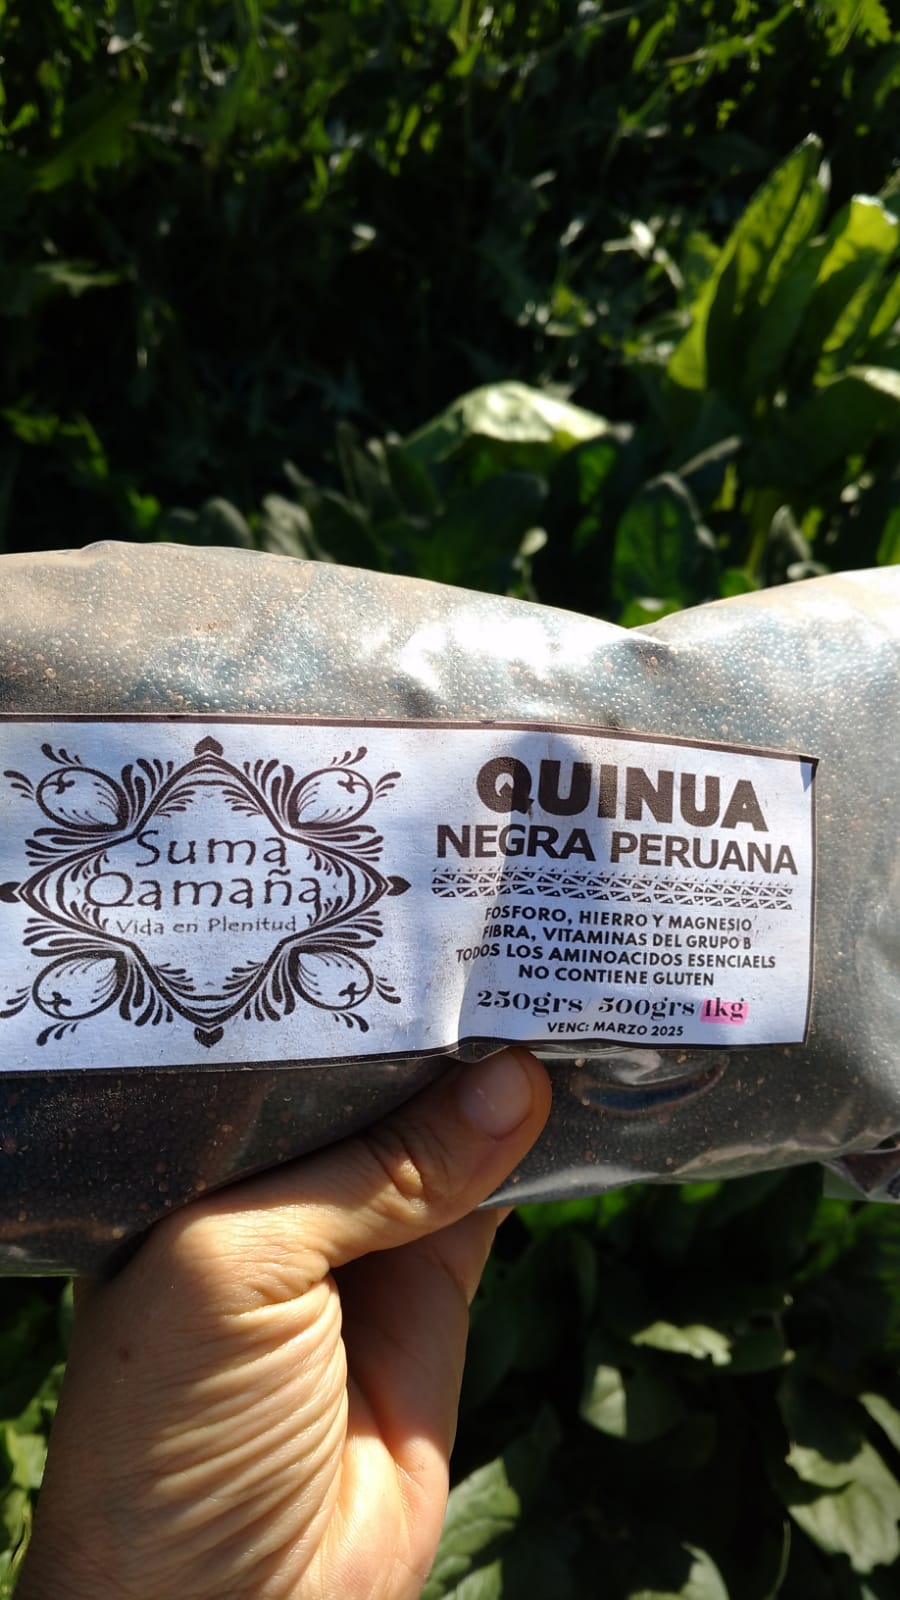 Suma
Qamaña
Vida en Plenitud
QUINUA
NEGRA PERUANA
FOSFORO, HIERRO Y MAGNESIO
FIBRA, VITAMINAS DEL GRUPO B
TODOS LOS AMINOACIDOS ESENCIAELS
NO CONTIENE GLUTEN
250grs/ 500grs/1kg
VENC: MARZO 2025